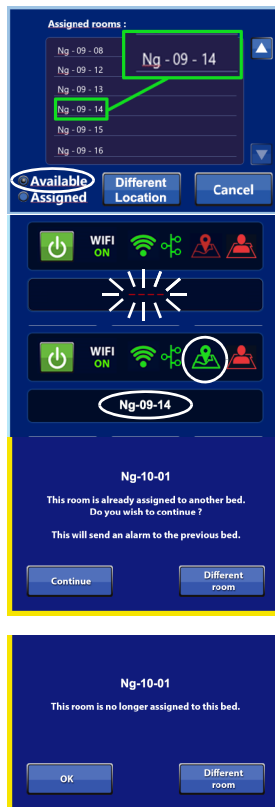 Assigned rooms :
Ng - 09 - 08
Ng - 09 - 12
Ng - 09 - 13
Ng - 09 - 14
Ng - 09 - 15
Ng - 09 - 16
Ng - 09 - 14
Available
Assigned
Different
Location
Cancel
WIFI
ON
-----
WIFI
ON
Ng-09-14
Ng-10-01
This room is already assigned to another bed.
Do you wish to continue ?
This will send an alarm to the previous bed.
Continue
Different
room
Ng-10-01
This room is no longer assigned to this bed.
OK
Different
room